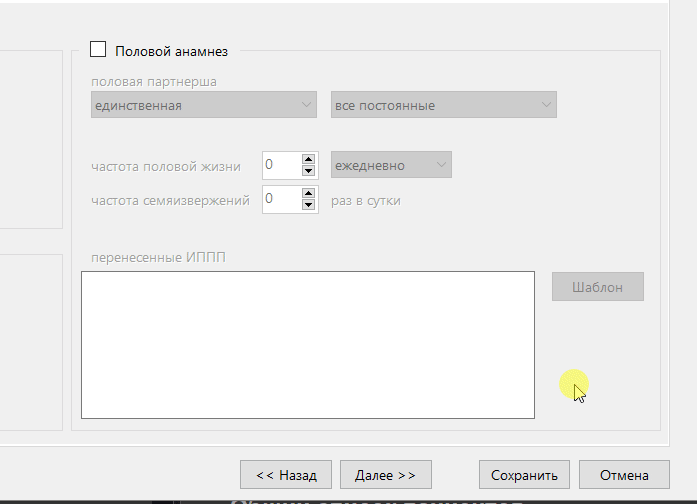 Половой анамнез
половая партнерша
единственная
все постоянные
частота половой жизни 0 ежедневно
частота семяизвержений 0 раз в сутки
перенесенные ИППП
Шаблон
<< Назад Далее >> Сохранить Отмена